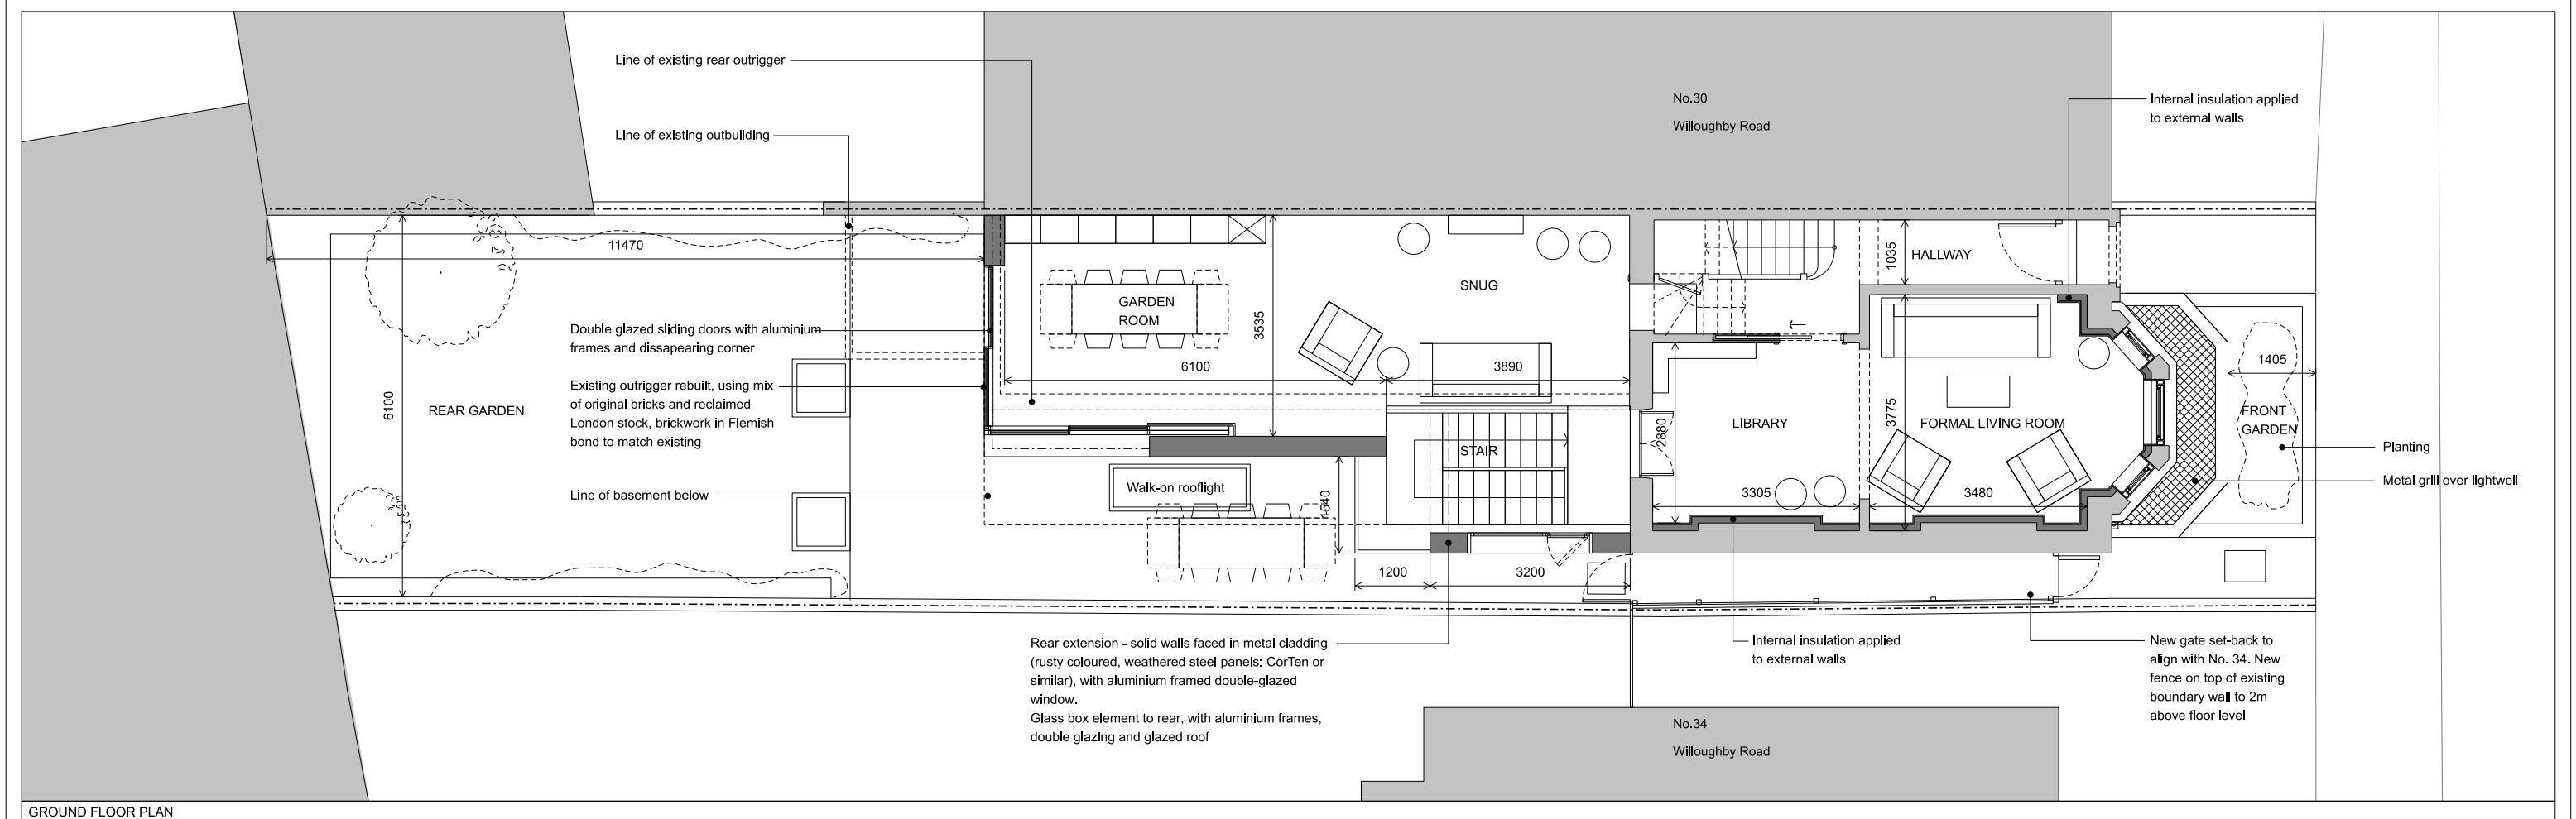 Line of existing rear outrigger
Line of existing outbuilding
No.30
Willoughby Road
Internal insulation applied
to external walls
11470
6100
REAR GARDEN
Double glazed sliding doors with aluminium
frames and dissapearing corner
Existing outrigger rebuilt, using mix
of original bricks and reclaimed
London stock, brickwork in Flemish
bond to match existing
Line of basement below
GARDEN
ROOM
3535
SNUG
6100
3890
STAIR
Walk-on rooflight
1540
1200
3200
1035
HALLWAY
2880
LIBRARY
3305
3775
FORMAL LIVING ROOM
3480
1405
FRONT
GARDEN
Planting
Metal grill over lightwell
Rear extension - solid walls faced in metal cladding
(rusty coloured, weathered steel panels: CorTen or
similar), with aluminium framed double-glazed
window.
Glass box element to rear, with aluminium frames,
double glazing and glazed roof
Internal insulation applied
to external walls
New gate set-back to
align with No. 34. New
fence on top of existing
boundary wall to 2m
above floor level
No.34
Willoughby Road
GROUND FLOOR PLAN